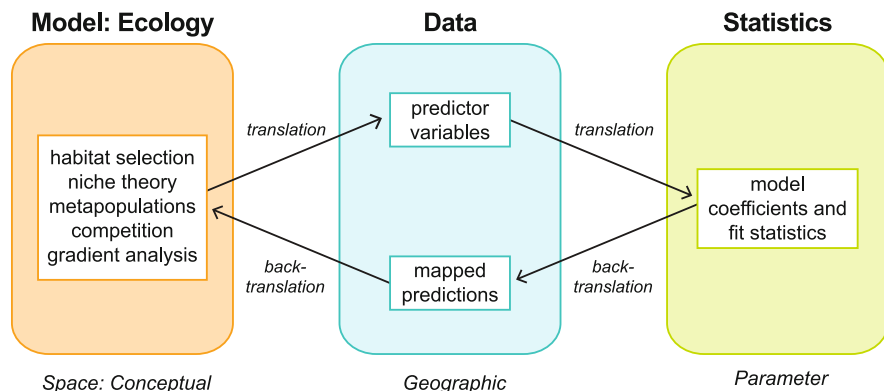 Model: Ecology
Data
Statistics
habitat selection
niche theory
metapopulations
competition
gradient analysis
translation
predictor
variables
translation
model
coefficients and
fit statistics
back-
translation
mapped
predictions
back-
translation
Space: Conceptual
Geographic
Parameter